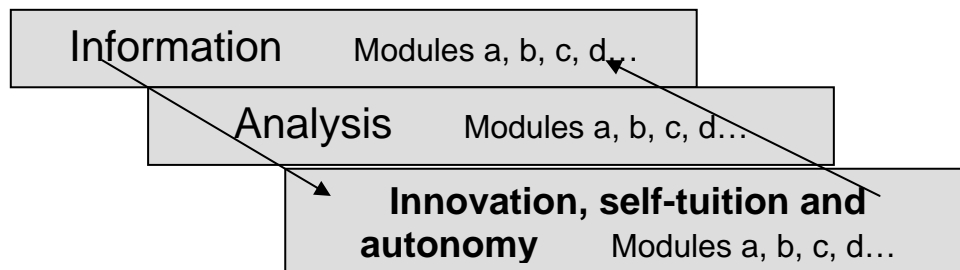 Information Modules a, b, c, d…
Analysis Modules a, b, c, d…
Innovation, self-tuition and
autonomy Modules a, b, c, d…